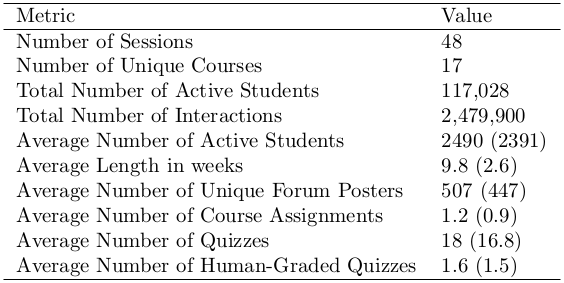 Metric Value
Number of Sessions 48
Number of Unique Courses 17
Total Number of Active Students 117,028
Total Number of Interactions 2,479,900
Average Number of Active Students 2490 (2391)
Average Length in weeks 9.8 (2.6)
Average Number of Unique Forum Posters 507 (447)
Average Number of Course Assignments 1.2 (0.9)
Average Number of Quizzes 18 (16.8)
Average Number of Human-Graded Quizzes 1.6 (1.5)